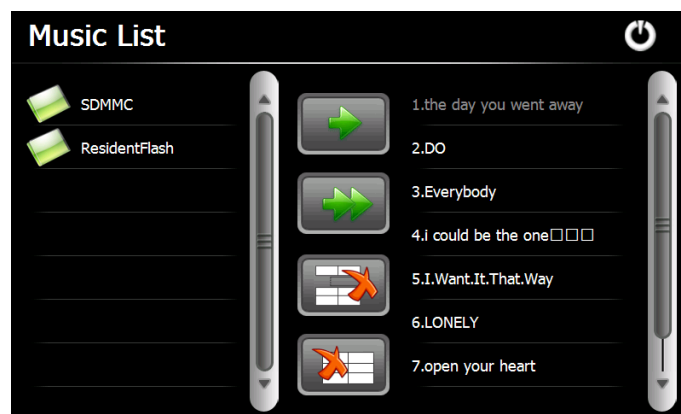 Music List
SDMMC
ResidentFlash
1.the day you went away
2.DO
3.Everybody
4.i could be the one□□□
5.I.Want.It.That.Way
6.LONELY
7.open your heart